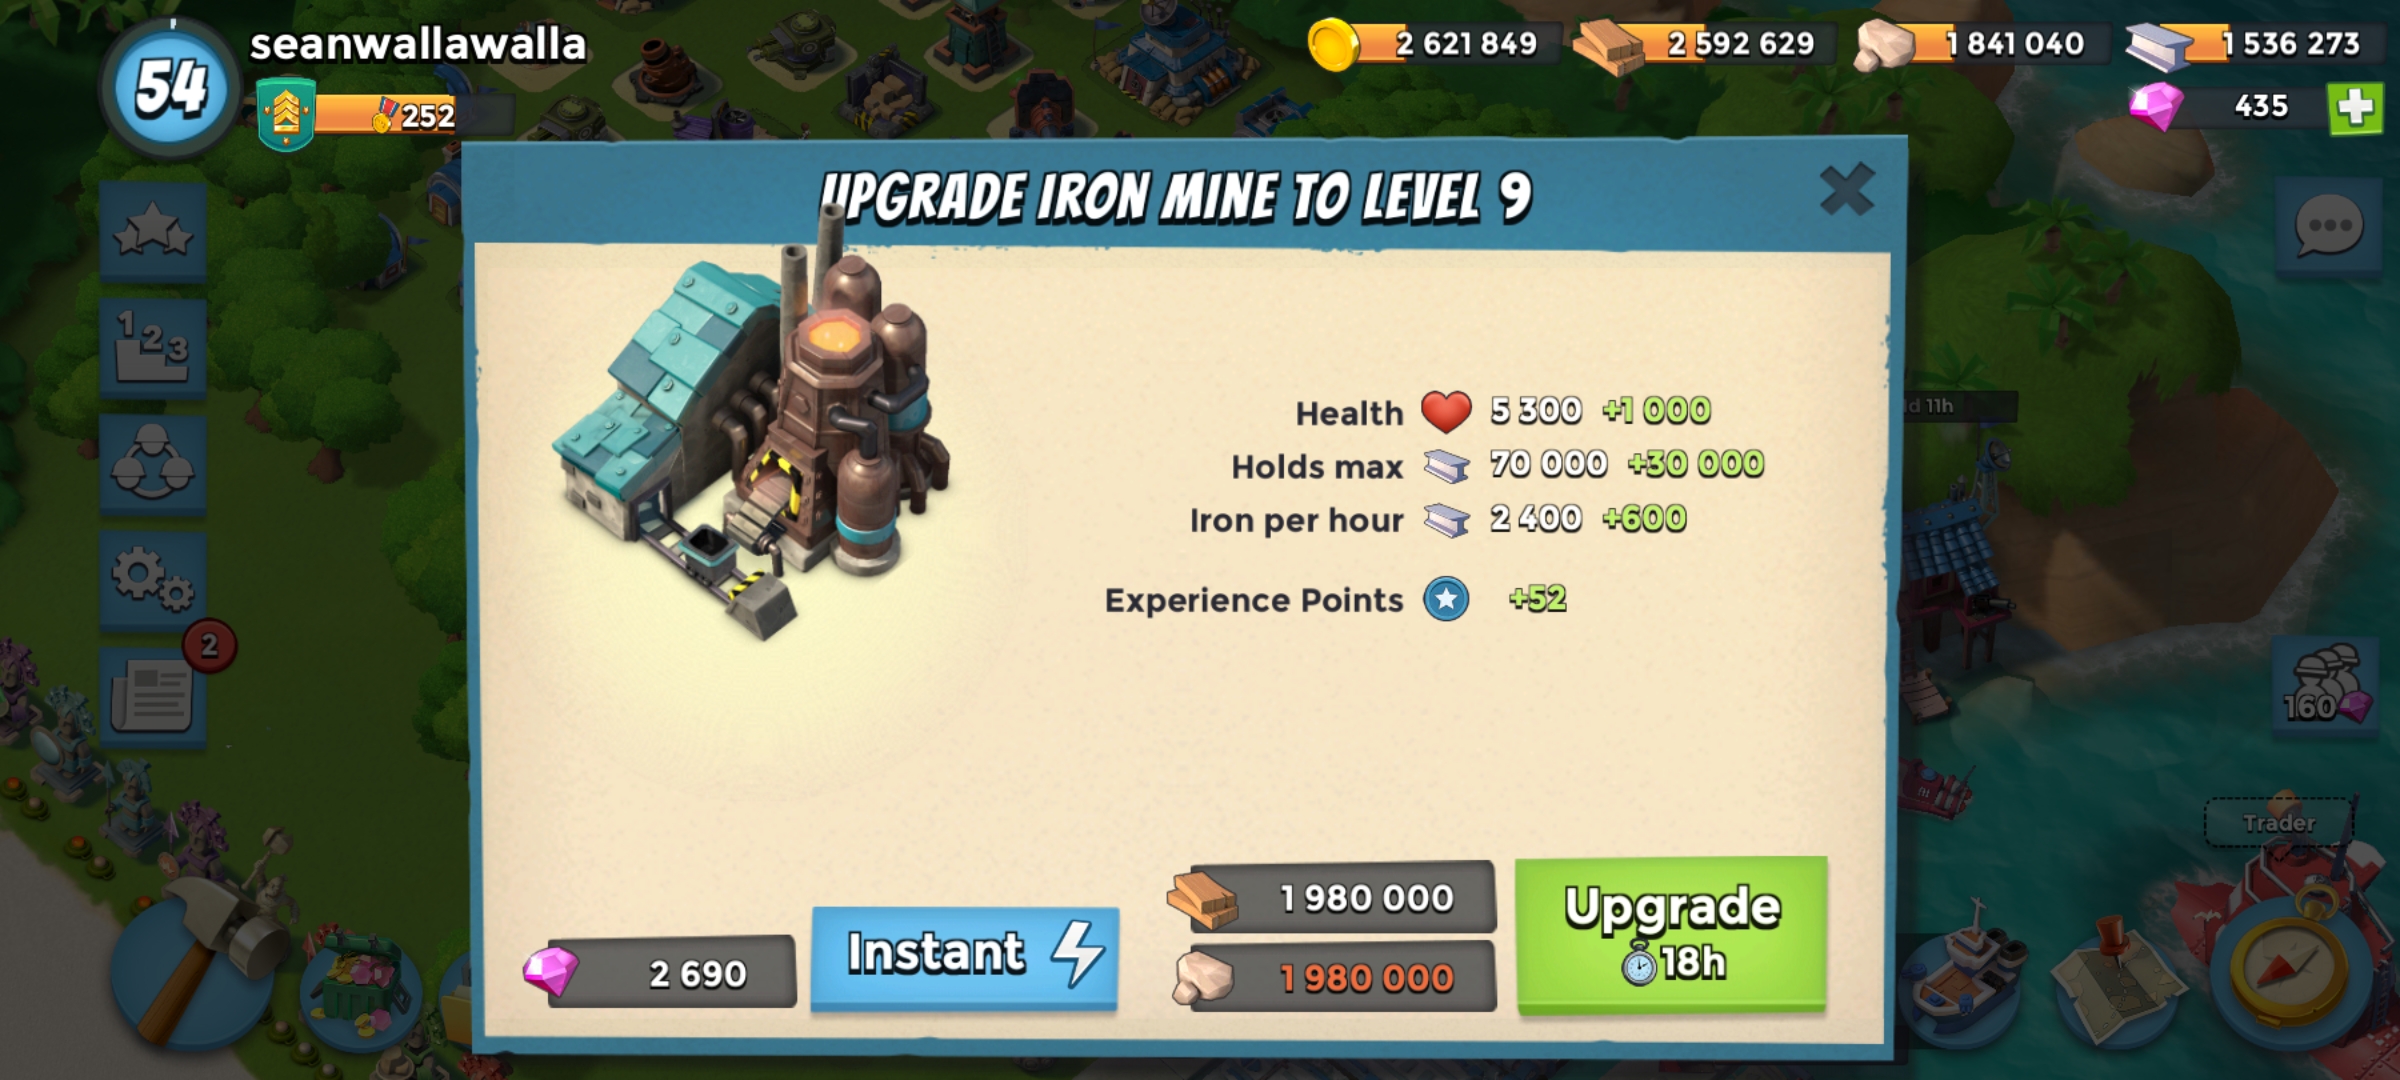 54
seanwallawalla
252
2 621 849
2 592 629
1 841 040
1 536 273
435
UPGRADE IRON MINE TO LEVEL 9
1 2 3
Health 5 300 +1 000
Holds max 70 000 +30 000
Iron per hour 2 400 +600
Experience Points +52
11h
2
160
Trader
2 690
Instant
1 980 000
1 980 000
Upgrade
18h